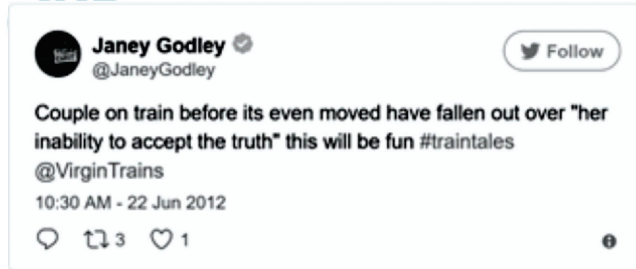 Janey Godley
@JaneyGodley
Follow
Couple on train before its even moved have fallen out over "her
inability to accept the truth" this will be fun #traintales
@VirginTrains
10:30 AM - 22 Jun 2012
3 1